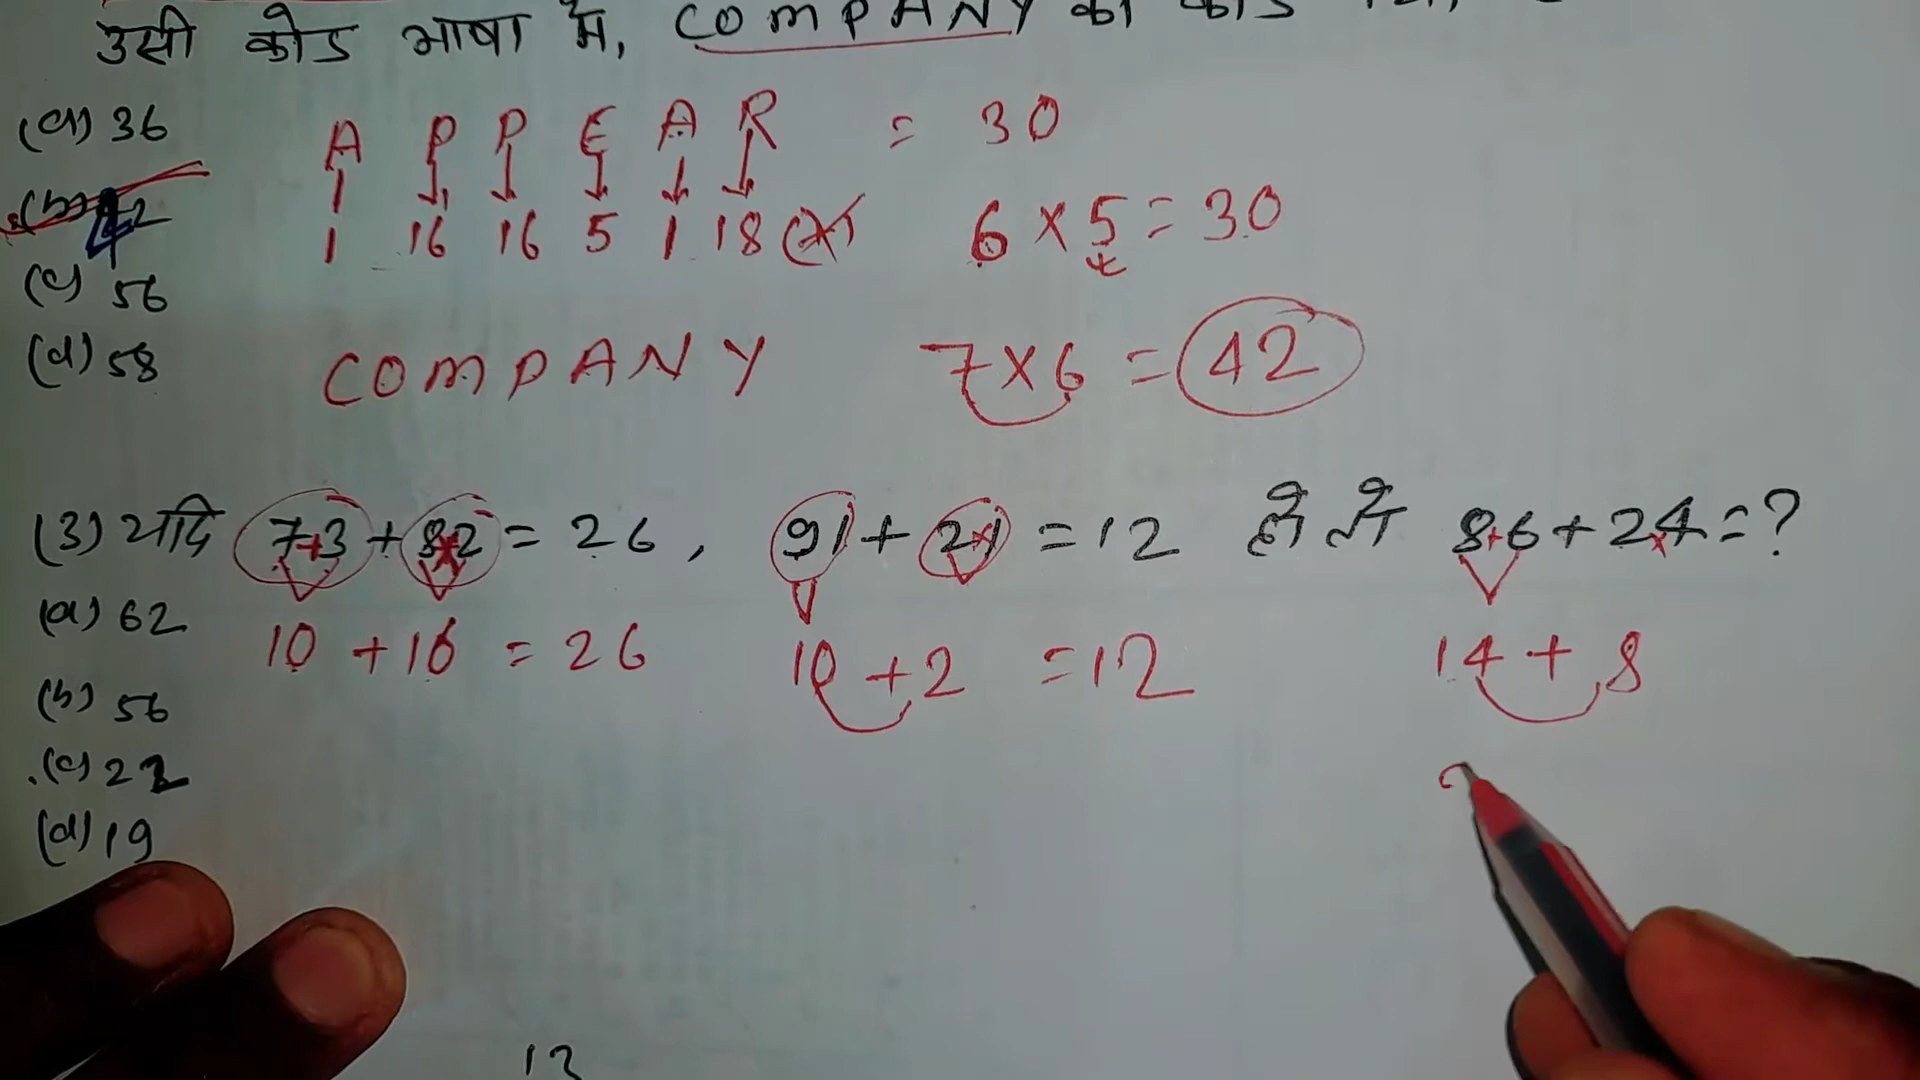 उसी कोड भाषा में, COMPANY का कोड
(a) 36
A P P E A R = 30
(b) 42
1 16 16 5 1 18 (x) 6 × 5 = 30
(c) 56
(d) 58
COMPANY 7×6 = 42
(3) यदि 73 + 82 = 26, 91 + 21 = 12 हो तो 86 + 24 = ?
(a) 62
10 + 16 = 26 10 + 2 = 12 14 + 8
(b) 56
(c) 22
(d) 19